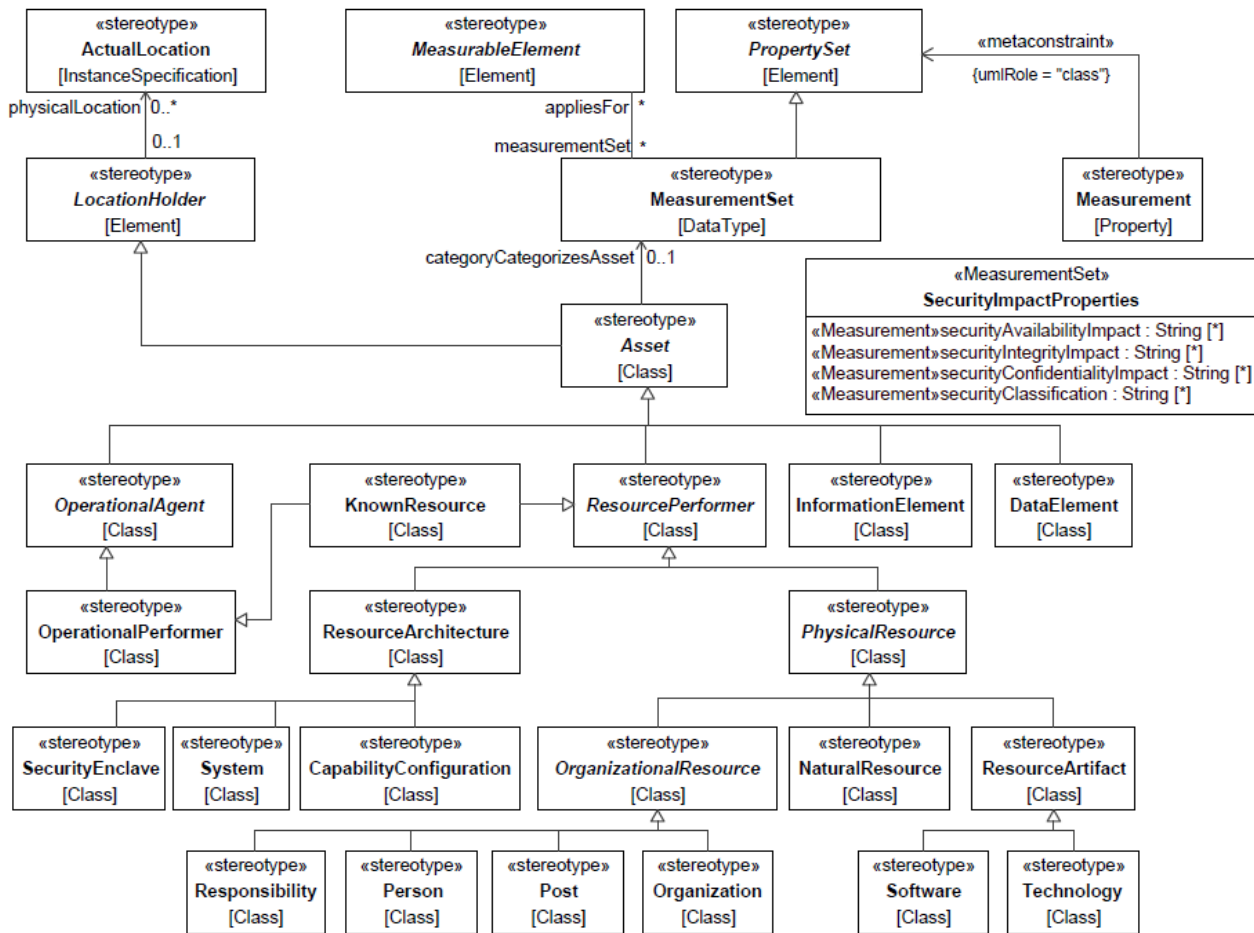 «stereotype»
ActualLocation
[InstanceSpecification]
«stereotype»
MeasurableElement
[Element]
«stereotype»
PropertySet
[Element]
«metaconstraint»
{umlRole = "class"}
physicalLocation 0..*
0..1
appliesFor *
measurementSet *
«stereotype»
LocationHolder
[Element]
«stereotype»
MeasurementSet
[DataType]
«stereotype»
Measurement
[Property]
categoryCategorizesAsset 0..1
«MeasurementSet»
SecurityImpactProperties
«Measurement»securityAvailabilityImpact : String [*]
«Measurement»securityIntegrityImpact : String [*]
«Measurement»securityConfidentialityImpact : String [*]
«Measurement»securityClassification : String [*]
«stereotype»
Asset
[Class]
«stereotype»
OperationalAgent
[Class]
«stereotype»
KnownResource
[Class]
«stereotype»
ResourcePerformer
[Class]
«stereotype»
InformationElement
[Class]
«stereotype»
DataElement
[Class]
«stereotype»
OperationalPerformer
[Class]
«stereotype»
ResourceArchitecture
[Class]
«stereotype»
PhysicalResource
[Class]
«stereotype»
SecurityEnclave
[Class]
«stereotype»
System
[Class]
«stereotype»
CapabilityConfiguration
[Class]
«stereotype»
OrganizationalResource
[Class]
«stereotype»
NaturalResource
[Class]
«stereotype»
ResourceArtifact
[Class]
«stereotype»
Responsibility
[Class]
«stereotype»
Person
[Class]
«stereotype»
Post
[Class]
«stereotype»
Organization
[Class]
«stereotype»
Software
[Class]
«stereotype»
Technology
[Class]